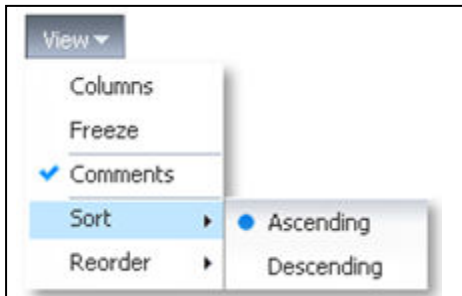 View
Columns
Freeze
Comments
Sort
Ascending
Reorder
Descending